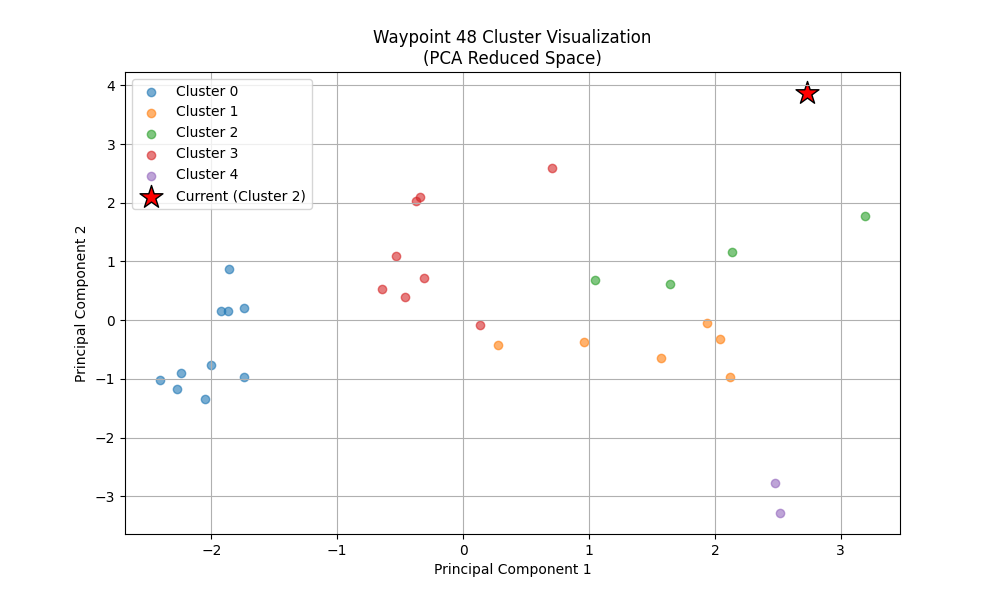 Waypoint 48 Cluster Visualization
(PCA Reduced Space)
Cluster 0
Cluster 1
Cluster 2
Cluster 3
Cluster 4
Current (Cluster 2)
Principal Component 2
4
3
2
1
0
−1
−2
−3
−2
−1
0
1
2
3
Principal Component 1